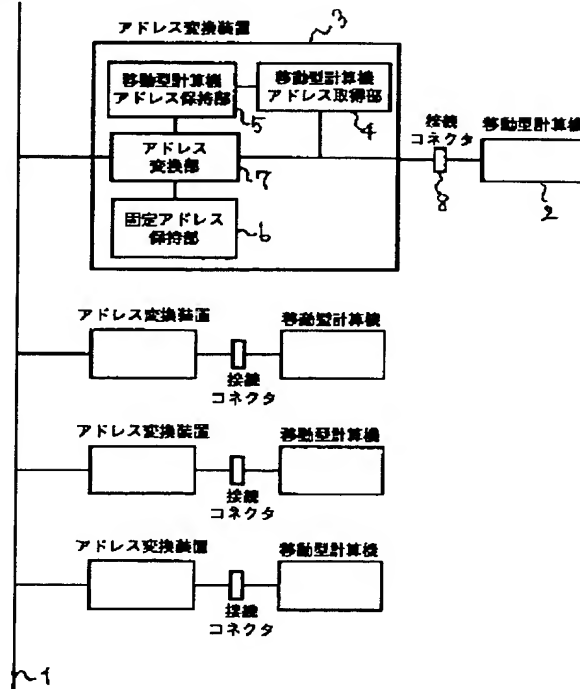 アドレス変換装置
3
移動型計算機
アドレス保持部
5
移動型計算機
アドレス取得部
4
接続
コネクタ
8
移動型計算機
2
アドレス
変換部
7
固定アドレス
保持部
6
アドレス変換装置
移動型計算機
接続
コネクタ
アドレス変換装置
移動型計算機
接続
コネクタ
アドレス変換装置
移動型計算機
接続
コネクタ
1